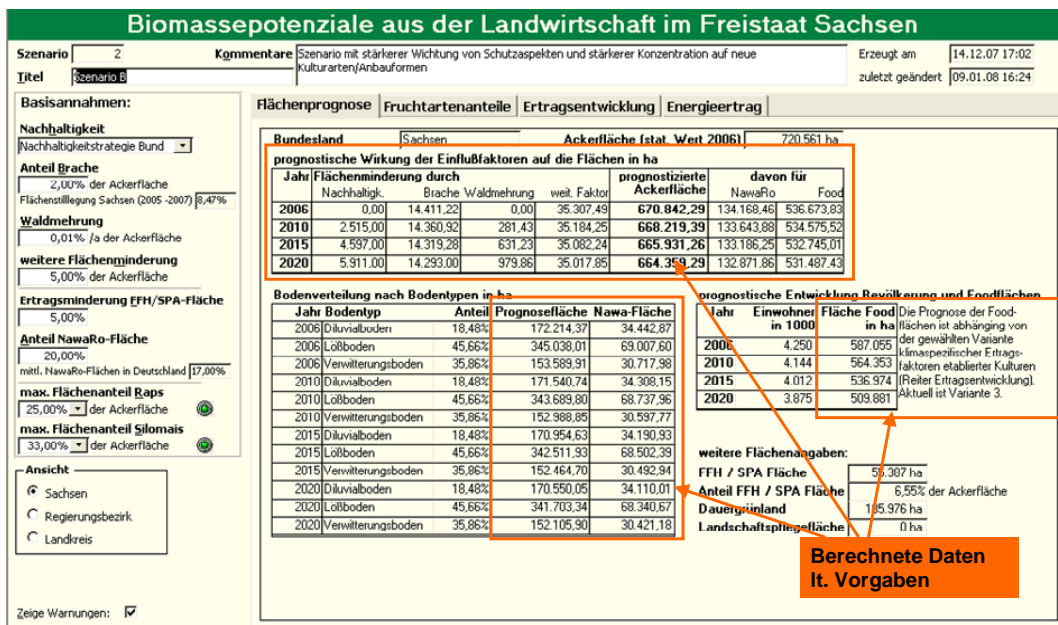 Biomassepotenziale aus der Landwirtschaft im Freistaat Sachsen
Szenario 2 Kommentare Szenario mit stärkerer Wichtung von Schutzaspekten und stärkerer Konzentration auf neue Kulturarten/Anbauformen Erzeugt am 14.12.07 17:02
Titel Szenario B zuletzt geändert 09.01.08 16:24
Basisannahmen:
Nachhaltigkeit
Nachhaltigkeitstrategie Bund
Anteil Brache
2,00% der Ackerfläche
Flächenstilllegung Sachsen (2005 -2007) 8,47%
Waldmehrung
0,01% /a der Ackerfläche
weitere Flächenminderung
5,00% der Ackerfläche
Ertragsminderung FFH/SPA-Fläche
5,00%
Anteil NawaRo-Fläche
20,00%
mittl. NawaRo-Flächen in Deutschland 17,00%
max. Flächenanteil Raps
25,00% der Ackerfläche
max. Flächenanteil Silomais
33,00% der Ackerfläche
Ansicht
Sachsen
Regierungsbezirk
Landkreis
Zeige Warnungen:
Flächenprognose Fruchtartenanteile Ertragsentwicklung Energieertrag
Bundesland Sachsen Ackerfläche (stat. Wert 2006) 720.561 ha
prognostische Wirkung der Einflußfaktoren auf die Flächen in ha
Jahr Flächenminderung durch prognostizierte davon für
Nachhaltigk. Brache Waldmehrung weit. Faktor Ackerfläche NawaRo Food
2006 0,00 14.411,22 0,00 35.307,49 670.842,29 134.168,46 536.673,83
2010 2.515,00 14.360,92 281,43 35.184,25 668.219,39 133.643,88 534.575,52
2015 4.597,00 14.319,28 631,23 35.082,24 665.931,26 133.186,25 532.745,01
2020 5.911,00 14.293,00 979,86 35.017,85 664.359,29 132.871,86 531.487,43
Bodenverteilung nach Bodentypen in ha
Jahr Bodentyp Anteil Prognosefläche Nawa-Fläche
2006 Diluvialboden 18,48% 172.214,37 34.442,87
2006 Lößboden 45,66% 345.038,01 69.007,60
2006 Verwitterungsboden 35,86% 153.589,91 30.717,98
2010 Diluvialboden 18,48% 171.540,74 34.308,15
2010 Lößboden 45,66% 343.689,80 68.737,96
2010 Verwitterungsboden 35,86% 152.988,85 30.597,77
2015 Diluvialboden 18,48% 170.954,63 34.190,93
2015 Lößboden 45,66% 342.511,93 68.502,39
2015 Verwitterungsboden 35,86% 152.464,70 30.492,94
2020 Diluvialboden 18,48% 170.550,05 34.110,01
2020 Lößboden 45,66% 341.703,34 68.340,67
2020 Verwitterungsboden 35,86% 152.105,90 30.421,18
prognostische Entwicklung Bevölkerung und Foodflächen
Jahr Einwohner Fläche Food
in 1000 in ha
2006 4.250 587.055
2010 4.144 564.353
2015 4.012 536.974
2020 3.875 509.881
Die Prognose der Food-
flächen ist abhänging von
der gewählten Variante
klimaspezifischer Ertrags-
faktoren etablierter Kulturen
(Reiter Ertragsentwicklung).
Aktuell ist Variante 3.
weitere Flächenangaben:
FFH / SPA Fläche ha
Anteil FFH / SPA Fläche 6,55% der Ackerfläche
Dauergrünland ha
Landschaftspflegefläche 0 ha
Berechnete Daten
lt. Vorgaben